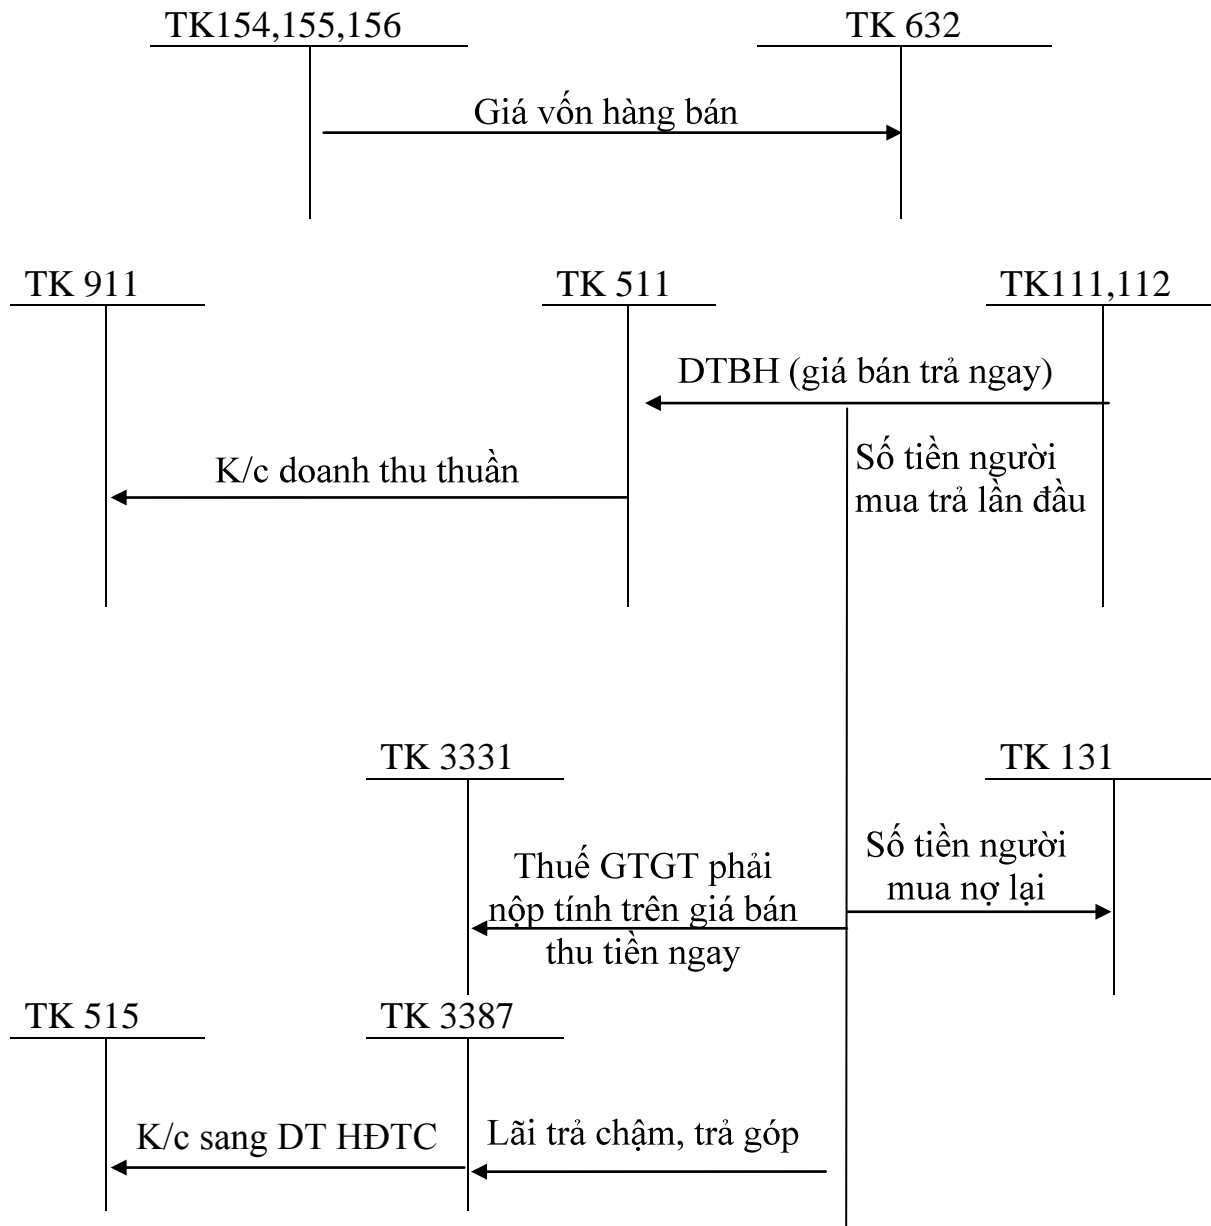 TK154,155,156
TK 632
Giá vốn hàng bán
TK 911
TK 511
TK111,112
DTBH (giá bán trả ngay)
K/c doanh thu thuần
Số tiền người
mua trả lần đầu
TK 3331
TK 131
Số tiền người
mua nợ lại
Thuế GTGT phải
nộp tính trên giá bán
thu tiền ngay
TK 515
TK 3387
K/c sang DT HĐTC
Lãi trả chậm, trả góp